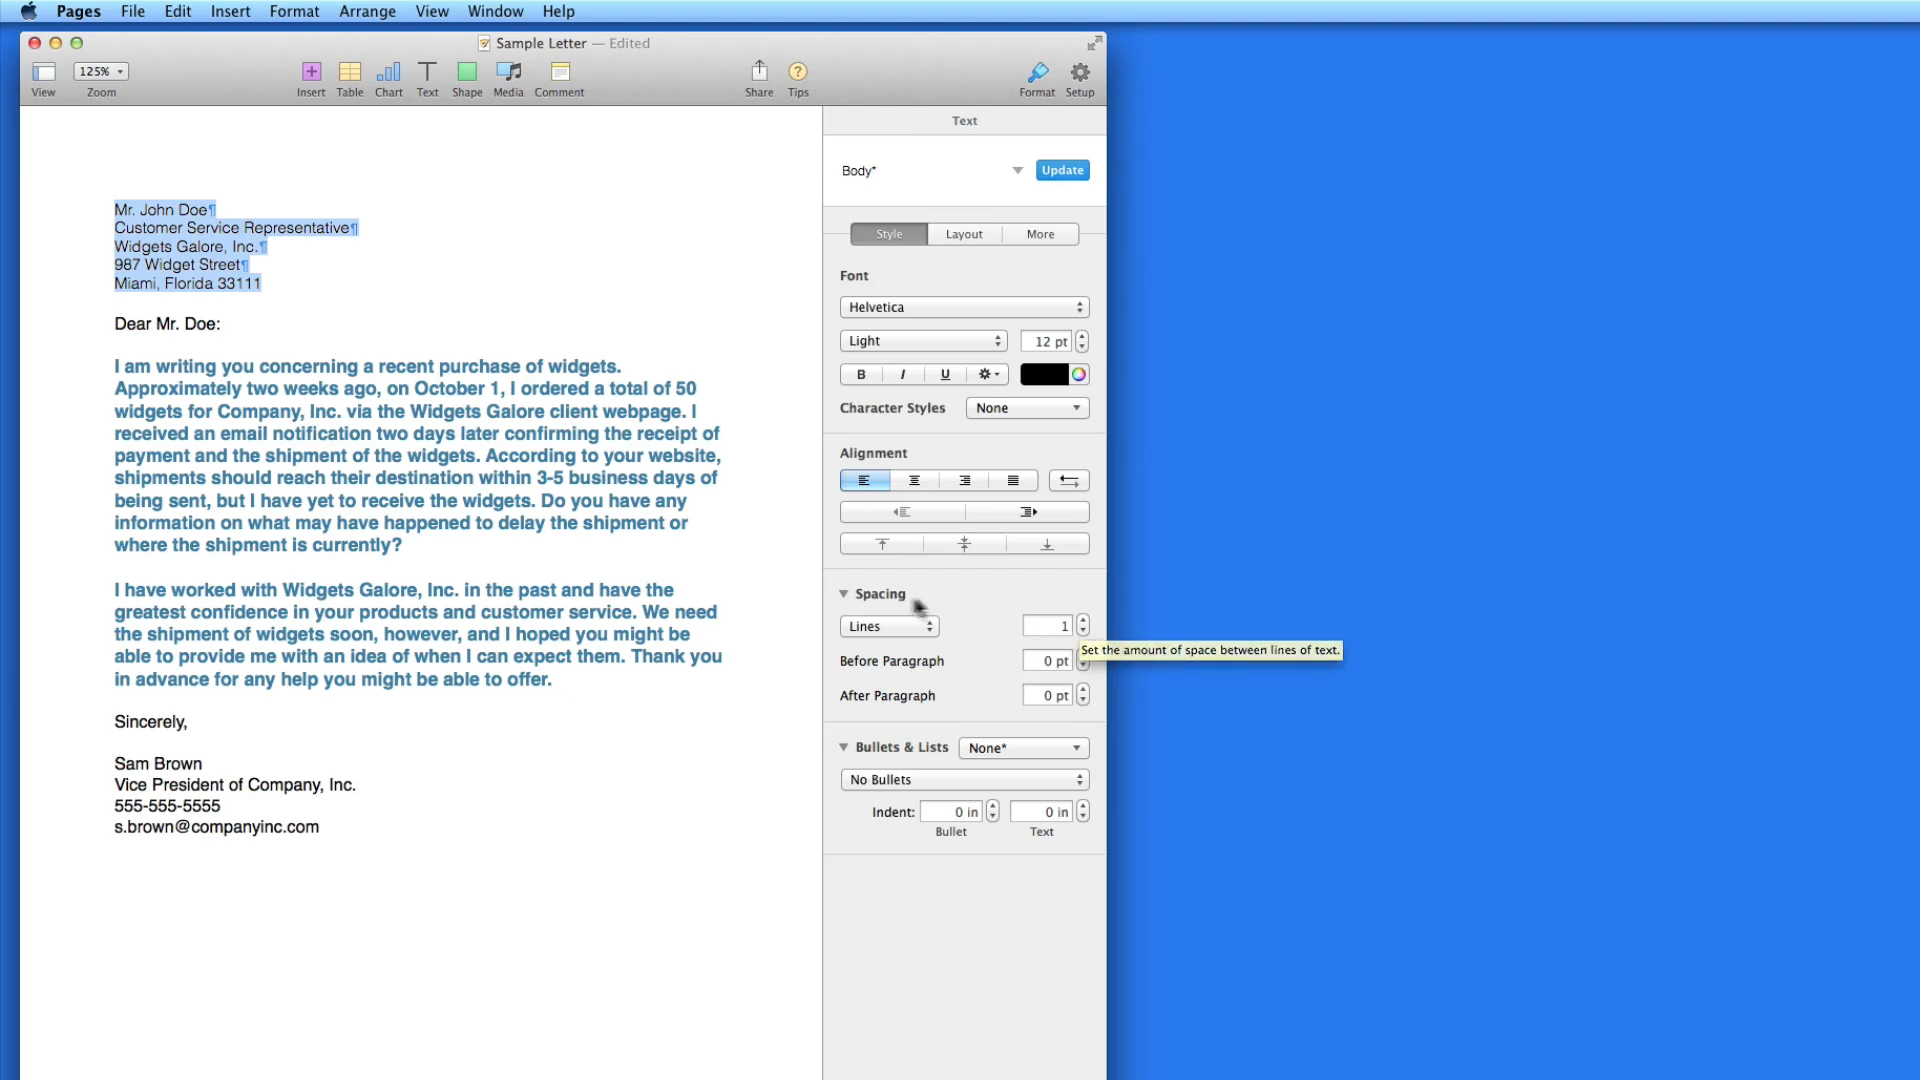 Pages File Edit Insert Format Arrange View Window Help
Sample Letter — Edited
125%
View Zoom Insert Table Chart Text Shape Media Comment Share Tips Format Setup
Text
Body* Update
Style Layout More
Font
Helvetica
Light 12 pt
B I U
Character Styles None
Alignment
Spacing
Lines 1
Set the amount of space between lines of text.
Before Paragraph 0 pt
After Paragraph 0 pt
Bullets & Lists None*
No Bullets
Indent: 0 in 0 in
Bullet Text
Mr. John Doe¶
Customer Service Representative¶
Widgets Galore, Inc.¶
987 Widget Street¶
Miami, Florida 33111
Dear Mr. Doe:
I am writing you concerning a recent purchase of widgets.
Approximately two weeks ago, on October 1, I ordered a total of 50
widgets for Company, Inc. via the Widgets Galore client webpage. I
received an email notification two days later confirming the receipt of
payment and the shipment of the widgets. According to your website,
shipments should reach their destination within 3-5 business days of
being sent, but I have yet to receive the widgets. Do you have any
information on what may have happened to delay the shipment or
where the shipment is currently?
I have worked with Widgets Galore, Inc. in the past and have the
greatest confidence in your products and customer service. We need
the shipment of widgets soon, however, and I hoped you might be
able to provide me with an idea of when I can expect them. Thank you
in advance for any help you might be able to offer.
Sincerely,
Sam Brown
Vice President of Company, Inc.
555-555-5555
s.brown@companyinc.com